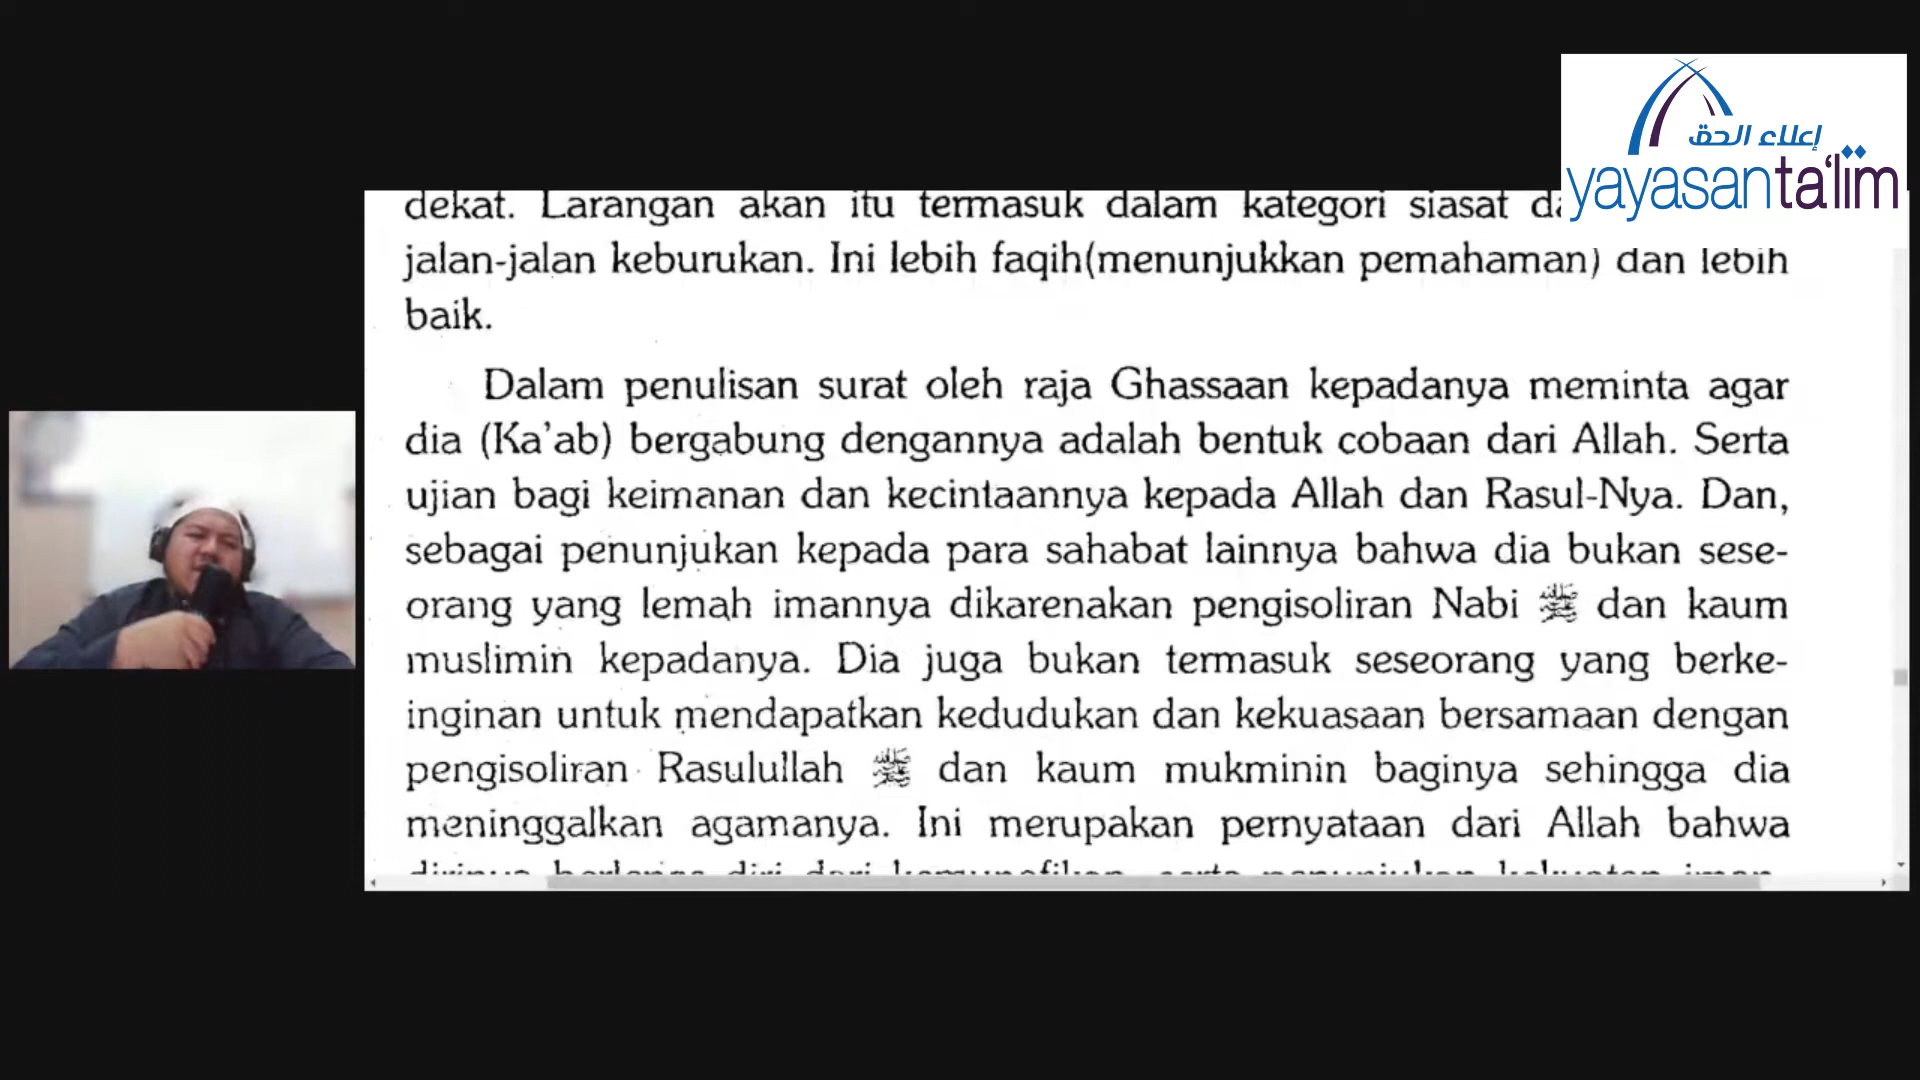 إعلاء الحق
yayasanta'lim
dekat. Larangan akan itu termasuk dalam kategori siasat
jalan-jalan keburukan. Ini lebih faqih(menunjukkan pemahaman) dan lebih
baik.
Dalam penulisan surat oleh raja Ghassaan kepadanya meminta agar
dia (Ka'ab) bergabung dengannya adalah bentuk cobaan dari Allah. Serta
ujian bagi keimanan dan kecintaannya kepada Allah dan Rasul-Nya. Dan,
sebagai penunjukan kepada para sahabat lainnya bahwa dia bukan sese-
orang yang lemah imannya dikarenakan pengisoliran Nabi ﷺ dan kaum
muslimin kepadanya. Dia juga bukan termasuk seseorang yang berke-
inginan untuk mendapatkan kedudukan dan kekuasaan bersamaan dengan
pengisoliran Rasulullah ﷺ dan kaum mukminin baginya sehingga dia
meninggalkan agamanya. Ini merupakan pernyataan dari Allah bahwa